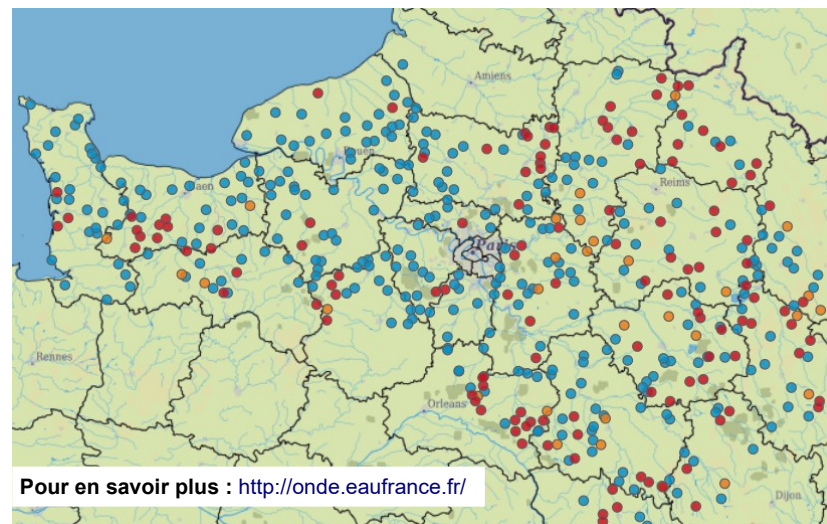 Amiens
Rouen
Caen
Reims
Paris
Rennes
Orleans
Pour en savoir plus : http://onde.eaufrance.fr/
Dijon